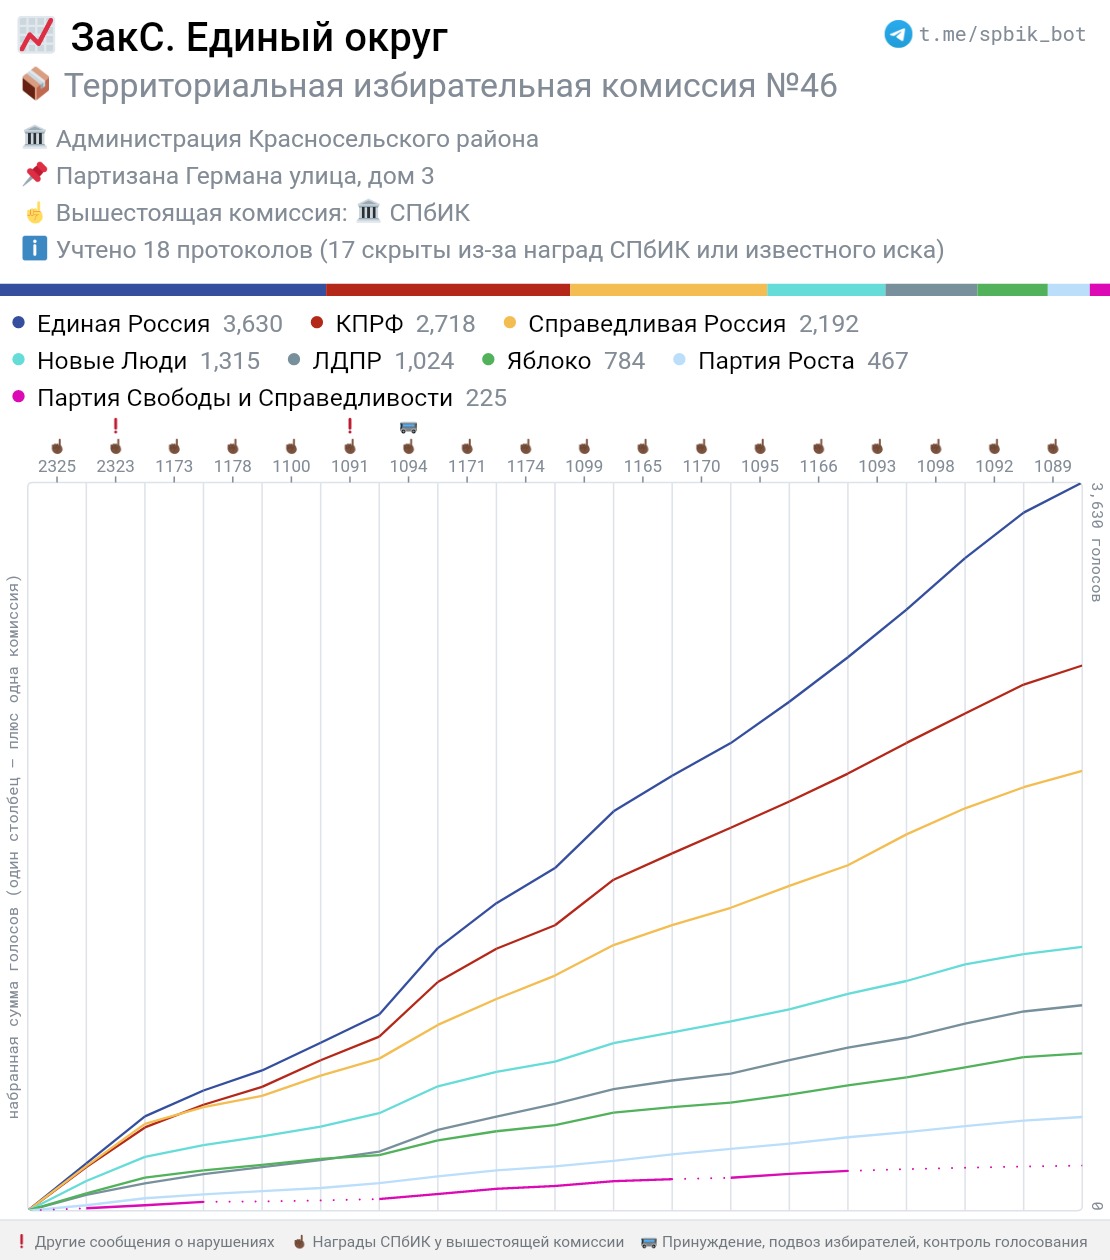 ЗакС. Единый округ
t.me/spbik_bot
Территориальная избирательная комиссия №46
Администрация Красносельского района
Партизана Германа улица, дом 3
Вышестоящая комиссия: СПбИК
Учтено 18 протоколов (17 скрыты из-за наград СПбИК или известного иска)
Единая Россия 3,630 КПРФ 2,718 Справедливая Россия 2,192
Новые Люди 1,315 ЛДПР 1,024 Яблоко 784 Партия Роста 467
Партия Свободы и Справедливости 225
2325 2323 1173 1178 1100 1091 1094 1171 1174 1099 1165 1170 1095 1166 1093 1098 1092 1089
3,630 голосов
набранная сумма голосов (один столбец — плюс одна комиссия)
0
Другие сообщения о нарушениях Награды СПбИК у вышестоящей комиссии Принуждение, подвоз избирателей, контроль голосования